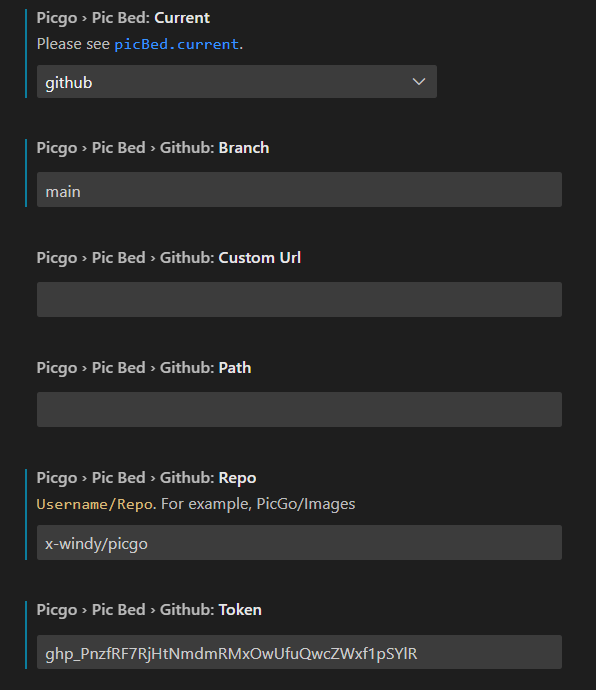 Picgo › Pic Bed: Current
Please see picBed.current.
github
Picgo › Pic Bed › Github: Branch
main
Picgo › Pic Bed › Github: Custom Url
Picgo › Pic Bed › Github: Path
Picgo › Pic Bed › Github: Repo
Username/Repo. For example, PicGo/Images
x-windy/picgo
Picgo › Pic Bed › Github: Token
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